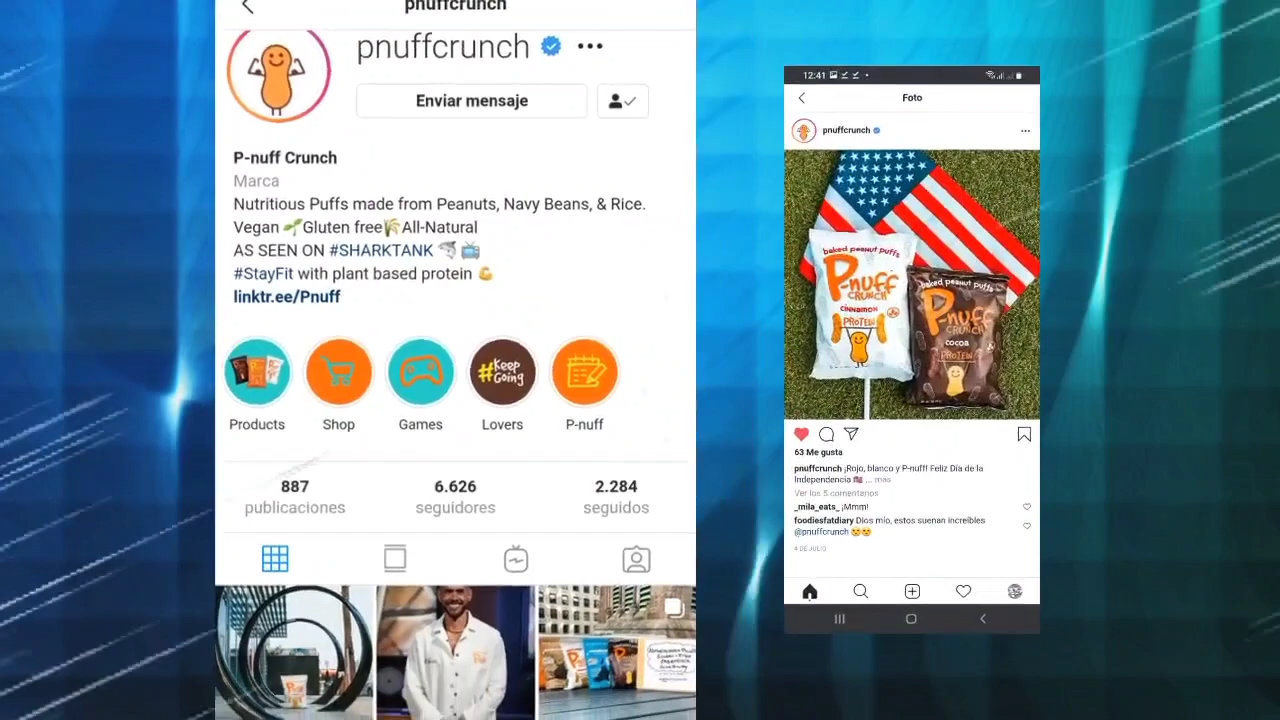 pnuffcrunch
pnuffcrunch
Enviar mensaje
P-nuff Crunch
Marca
Nutritious Puffs made from Peanuts, Navy Beans, & Rice.
Vegan 🌱Gluten free🌾All-Natural
AS SEEN ON #SHARKTANK 🦈 📺
#StayFit with plant based protein 💪
linktr.ee/Pnuff
#Keep
Going
Products
Shop
Games
Lovers
P-nuff
887
publicaciones
6.626
seguidores
2.284
seguidos
12:41
Foto
pnuffcrunch
baked peanut puffs
P-nuff
CRUNCH
CINNAMON
PROTEIN
baked peanut puffs
P-nuff
CRUNCH
COCOA
PROTEIN
63 Me gusta
pnuffcrunch ¡Rojo, blanco y P-nuff! Feliz Día de la
Independencia 🇺🇸 ... más
Ver los 5 comentarios
_mila_eats_ ¡Mmm!
foodiesfatdiary Dios mío, estos suenan increíbles
@pnuffcrunch 😍😍
4 DE JULIO